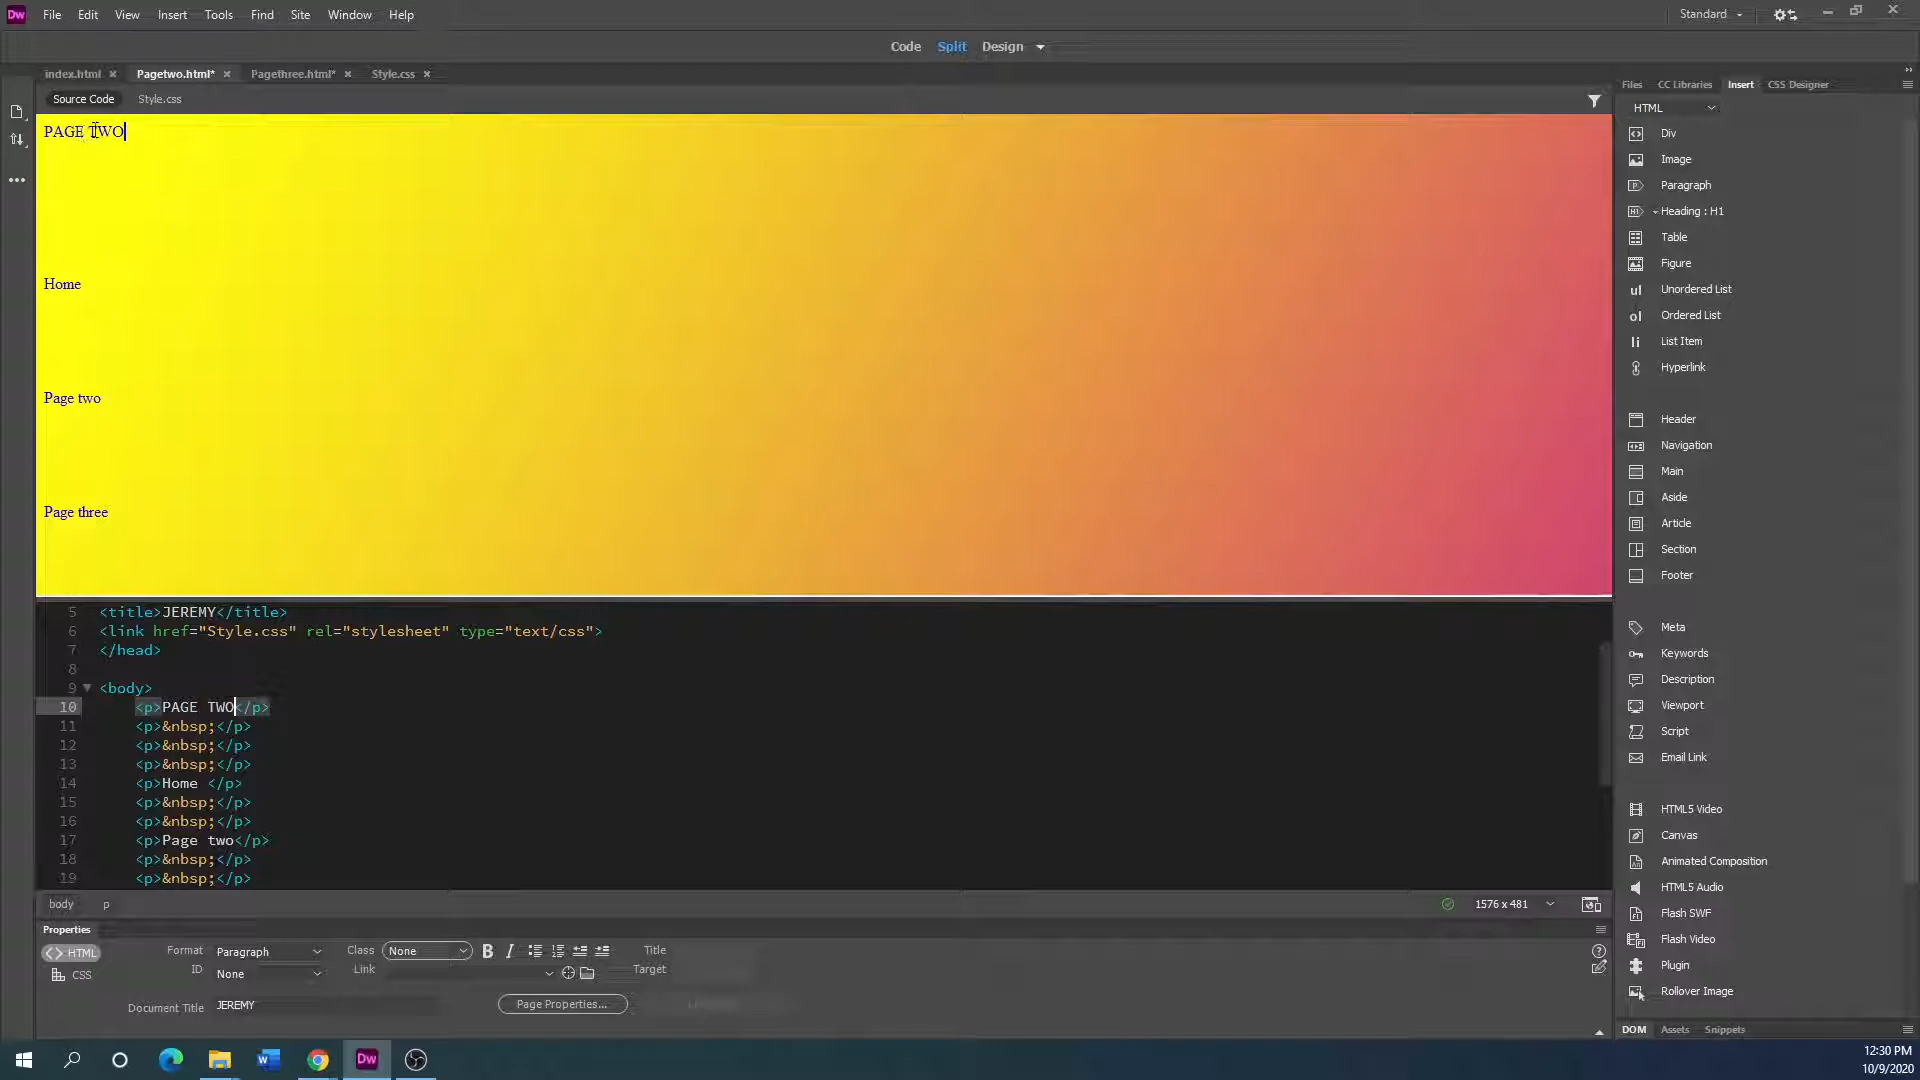 Dw File Edit View Insert Tools Find Site Window Help Standard
Code Split Design
index.html Pagetwo.html* Pagethree.html* Style.css
Source Code Style.css
PAGE TWO
Home
Page two
Page three
5 <title>JEREMY</title>
6 <link href="Style.css" rel="stylesheet" type="text/css">
7 </head>
8
9 <body>
10 <p>PAGE TWO</p>
11 <p>&nbsp;</p>
12 <p>&nbsp;</p>
13 <p>&nbsp;</p>
14 <p>Home </p>
15 <p>&nbsp;</p>
16 <p>&nbsp;</p>
17 <p>Page two</p>
18 <p>&nbsp;</p>
19 <p>&nbsp;</p>
body p 1576 x 481
Properties
HTML Format Paragraph Class None B I Title
CSS ID None Link Target
Document Title JEREMY Page Properties...
Files CC Libraries Insert CSS Designer
HTML
Div
Image
Paragraph
H1 Heading : H1
Table
Figure
ul Unordered List
ol Ordered List
li List Item
Hyperlink
Header
Navigation
Main
Aside
Article
Section
Footer
Meta
Keywords
Description
Viewport
Script
Email Link
HTML5 Video
Canvas
Animated Composition
HTML5 Audio
Flash SWF
Flash Video
Plugin
Rollover Image
DOM Assets Snippets
Dw
12:30 PM
10/9/2020